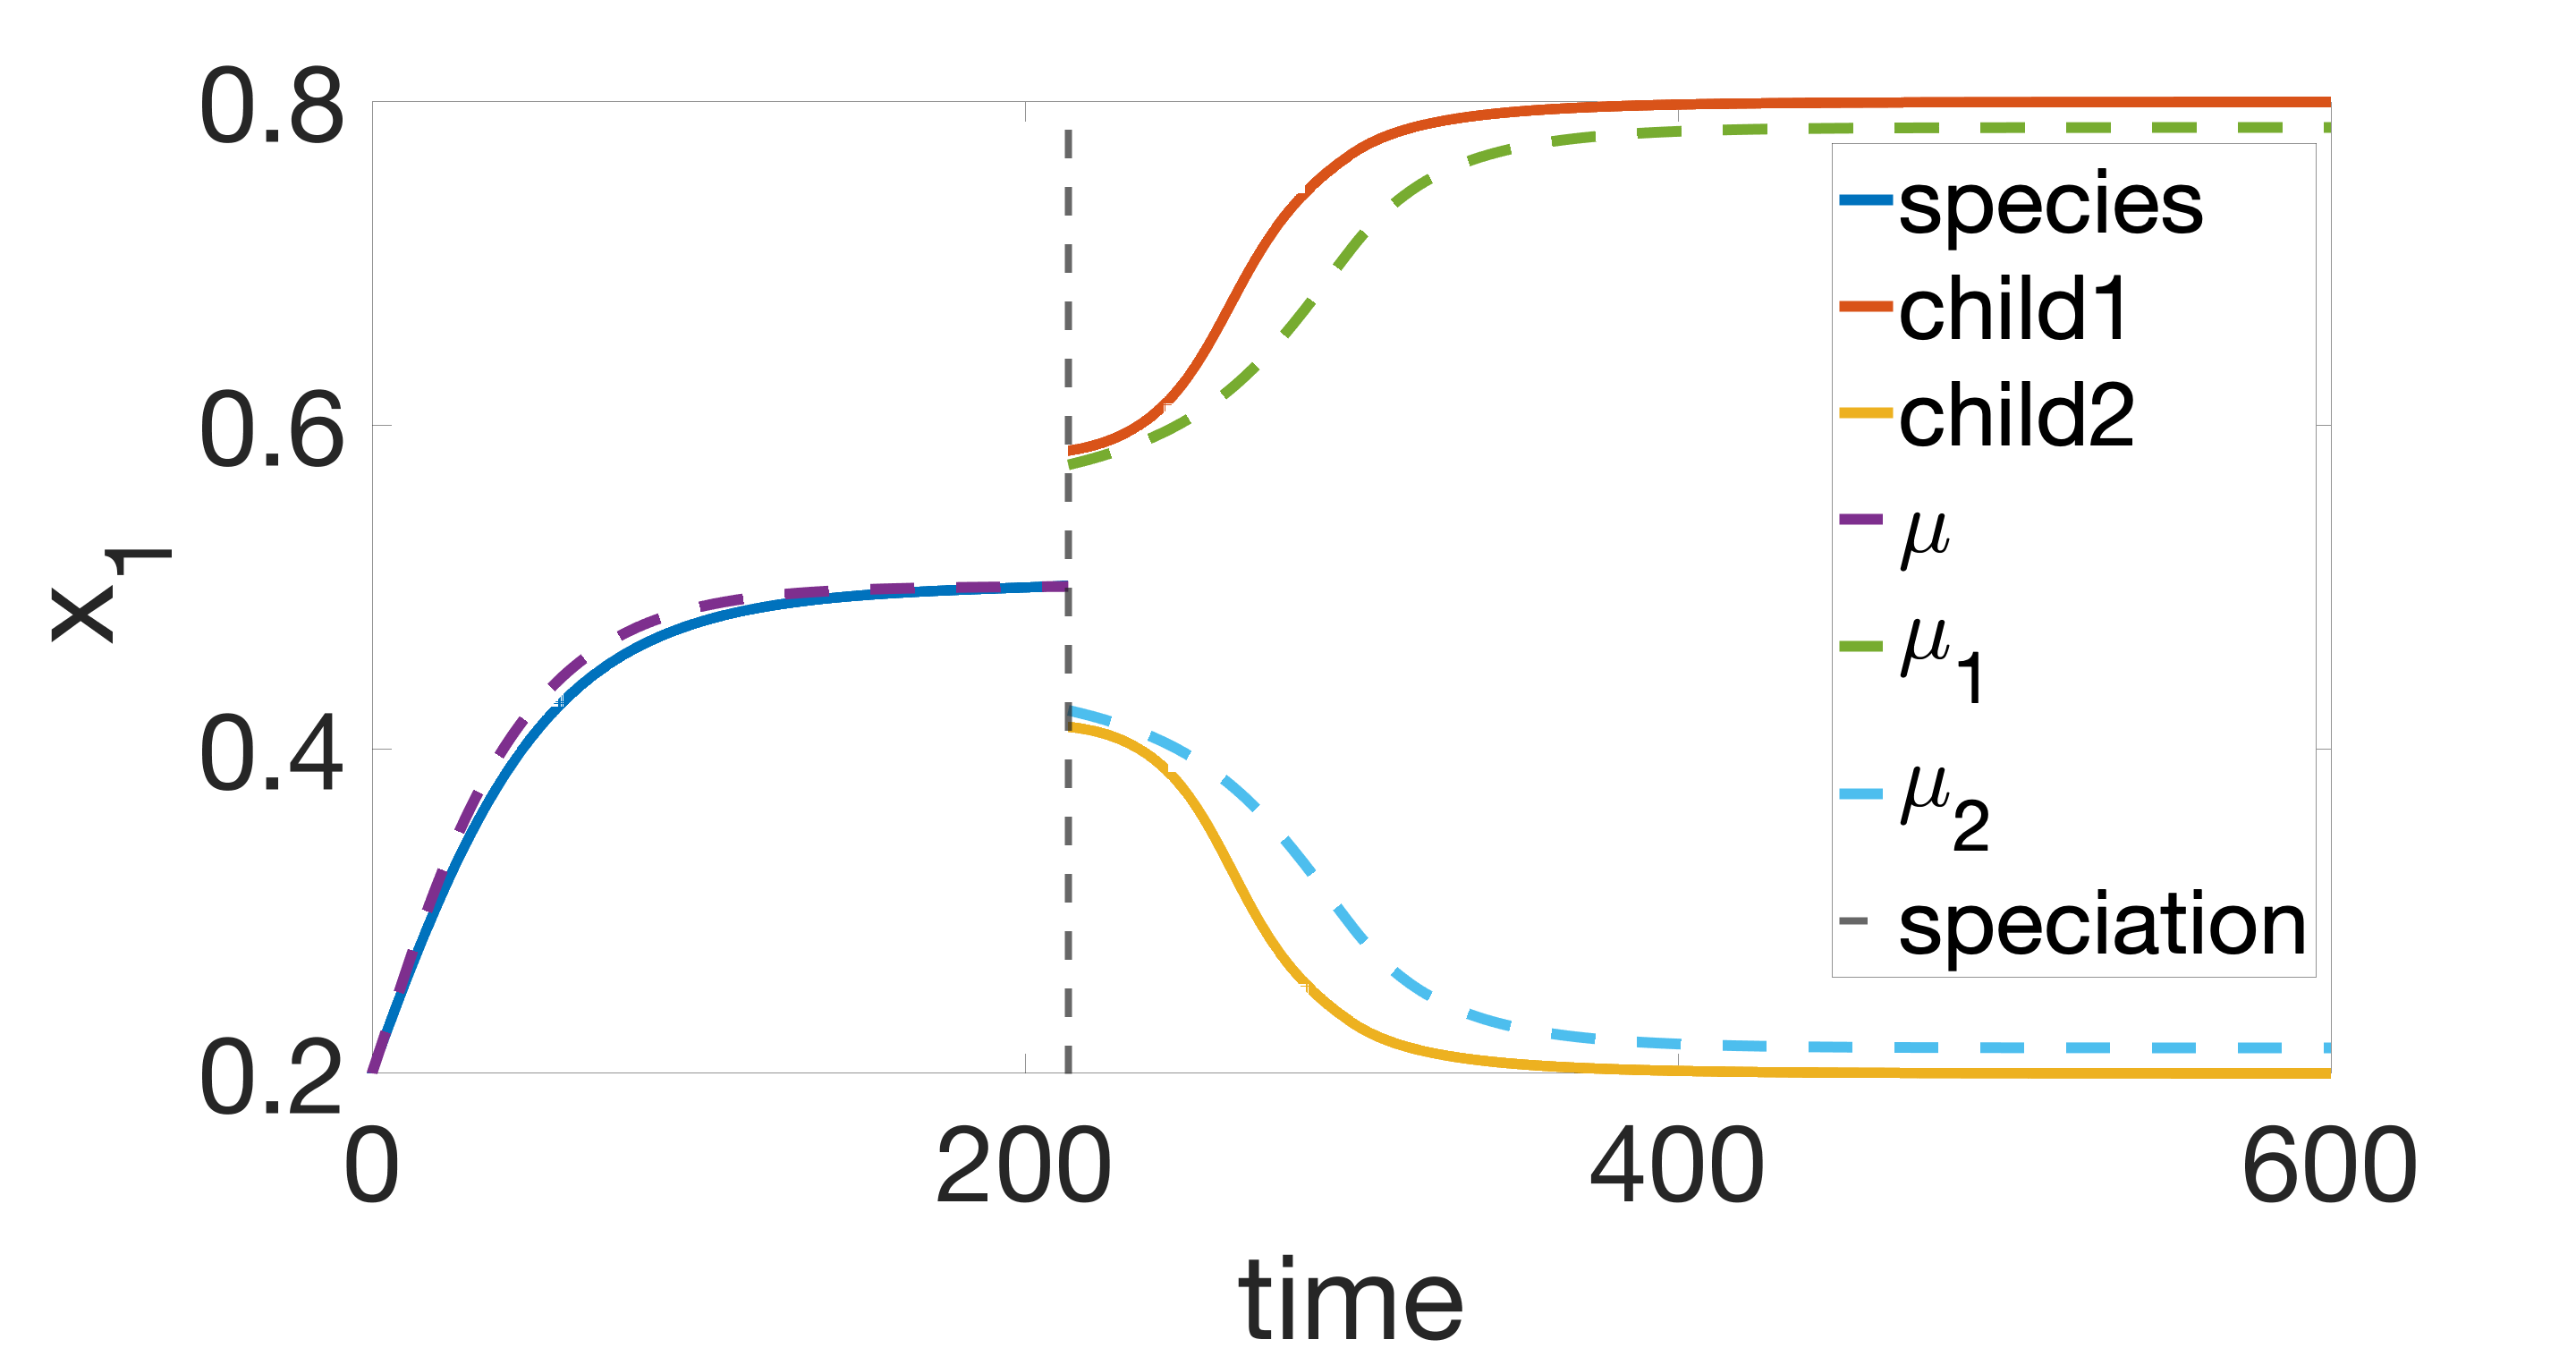 0.8
0.6
0.4
0.2
x1
0
200
400
600
time
species
child1
child2
μ
μ1
μ2
speciation